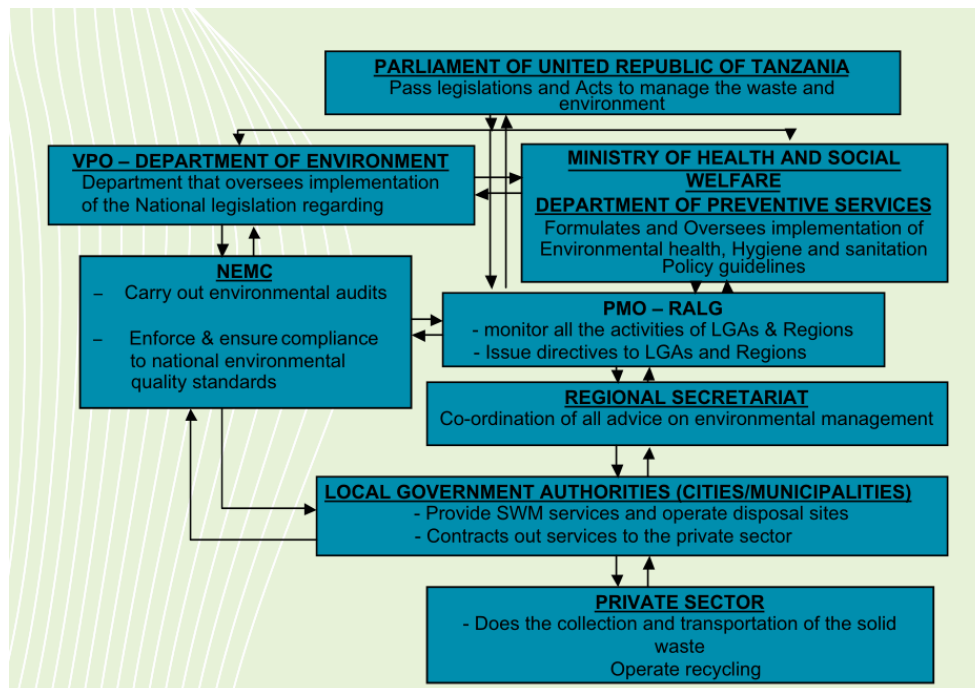 PARLIAMENT OF UNITED REPUBLIC OF TANZANIA
Pass legislations and Acts to manage the waste and
environment
VPO – DEPARTMENT OF ENVIRONMENT
Department that oversees implementation
of the National legislation regarding
MINISTRY OF HEALTH AND SOCIAL
WELFARE
DEPARTMENT OF PREVENTIVE SERVICES
Formulates and Oversees implementation of
Environmental health, Hygiene and sanitation
Policy guidelines
NEMC
– Carry out environmental audits
– Enforce & ensure compliance
to national environmental
quality standards
PMO – RALG
- monitor all the activities of LGAs & Regions
- Issue directives to LGAs and Regions
REGIONAL SECRETARIAT
Co-ordination of all advice on environmental management
LOCAL GOVERNMENT AUTHORITIES (CITIES/MUNICIPALITIES)
- Provide SWM services and operate disposal sites
- Contracts out services to the private sector
PRIVATE SECTOR
- Does the collection and transportation of the solid
waste
Operate recycling